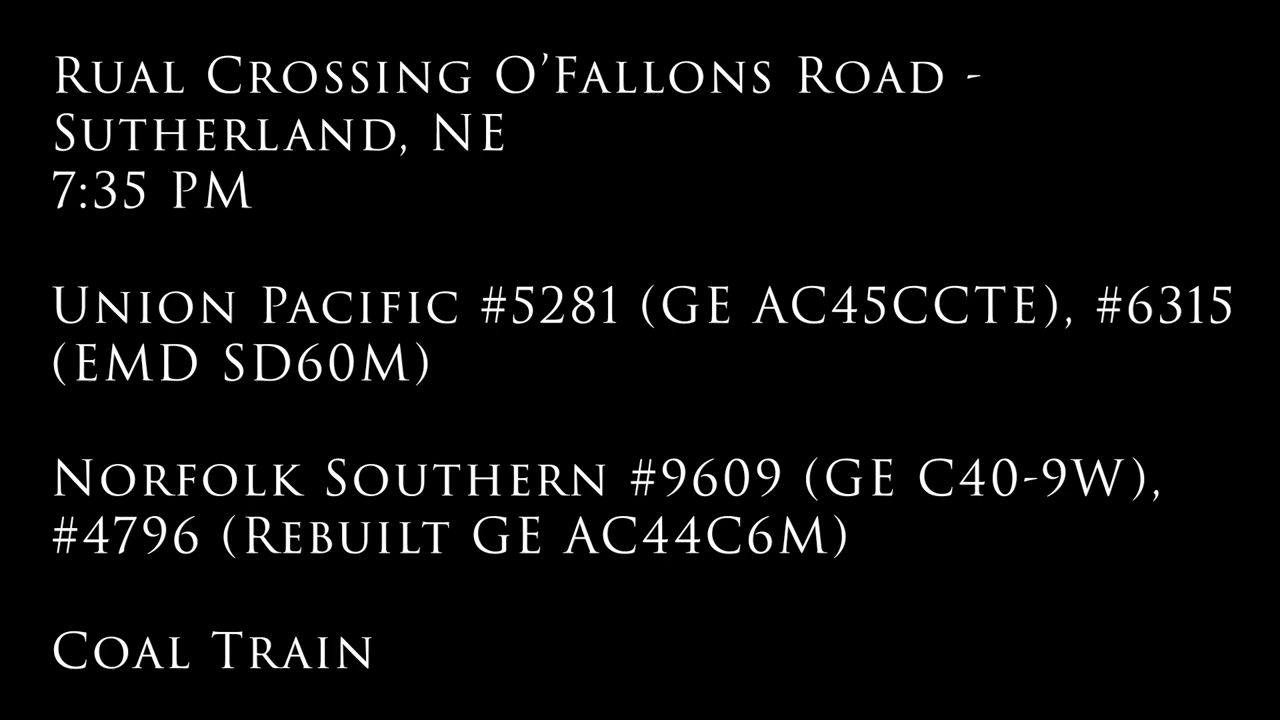 Rual Crossing O’Fallons Road -
Sutherland, NE
7:35 PM
Union Pacific #5281 (GE AC45CCTE), #6315
(EMD SD60M)
Norfolk Southern #9609 (GE C40-9W),
#4796 (Rebuilt GE AC44C6M)
Coal Train